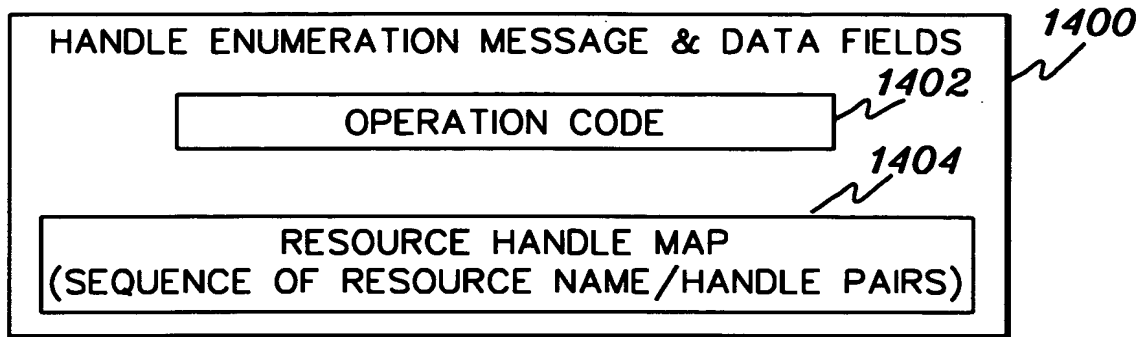 1400
HANDLE ENUMERATION MESSAGE & DATA FIELDS
1402
OPERATION CODE
1404
RESOURCE HANDLE MAP
(SEQUENCE OF RESOURCE NAME/HANDLE PAIRS)